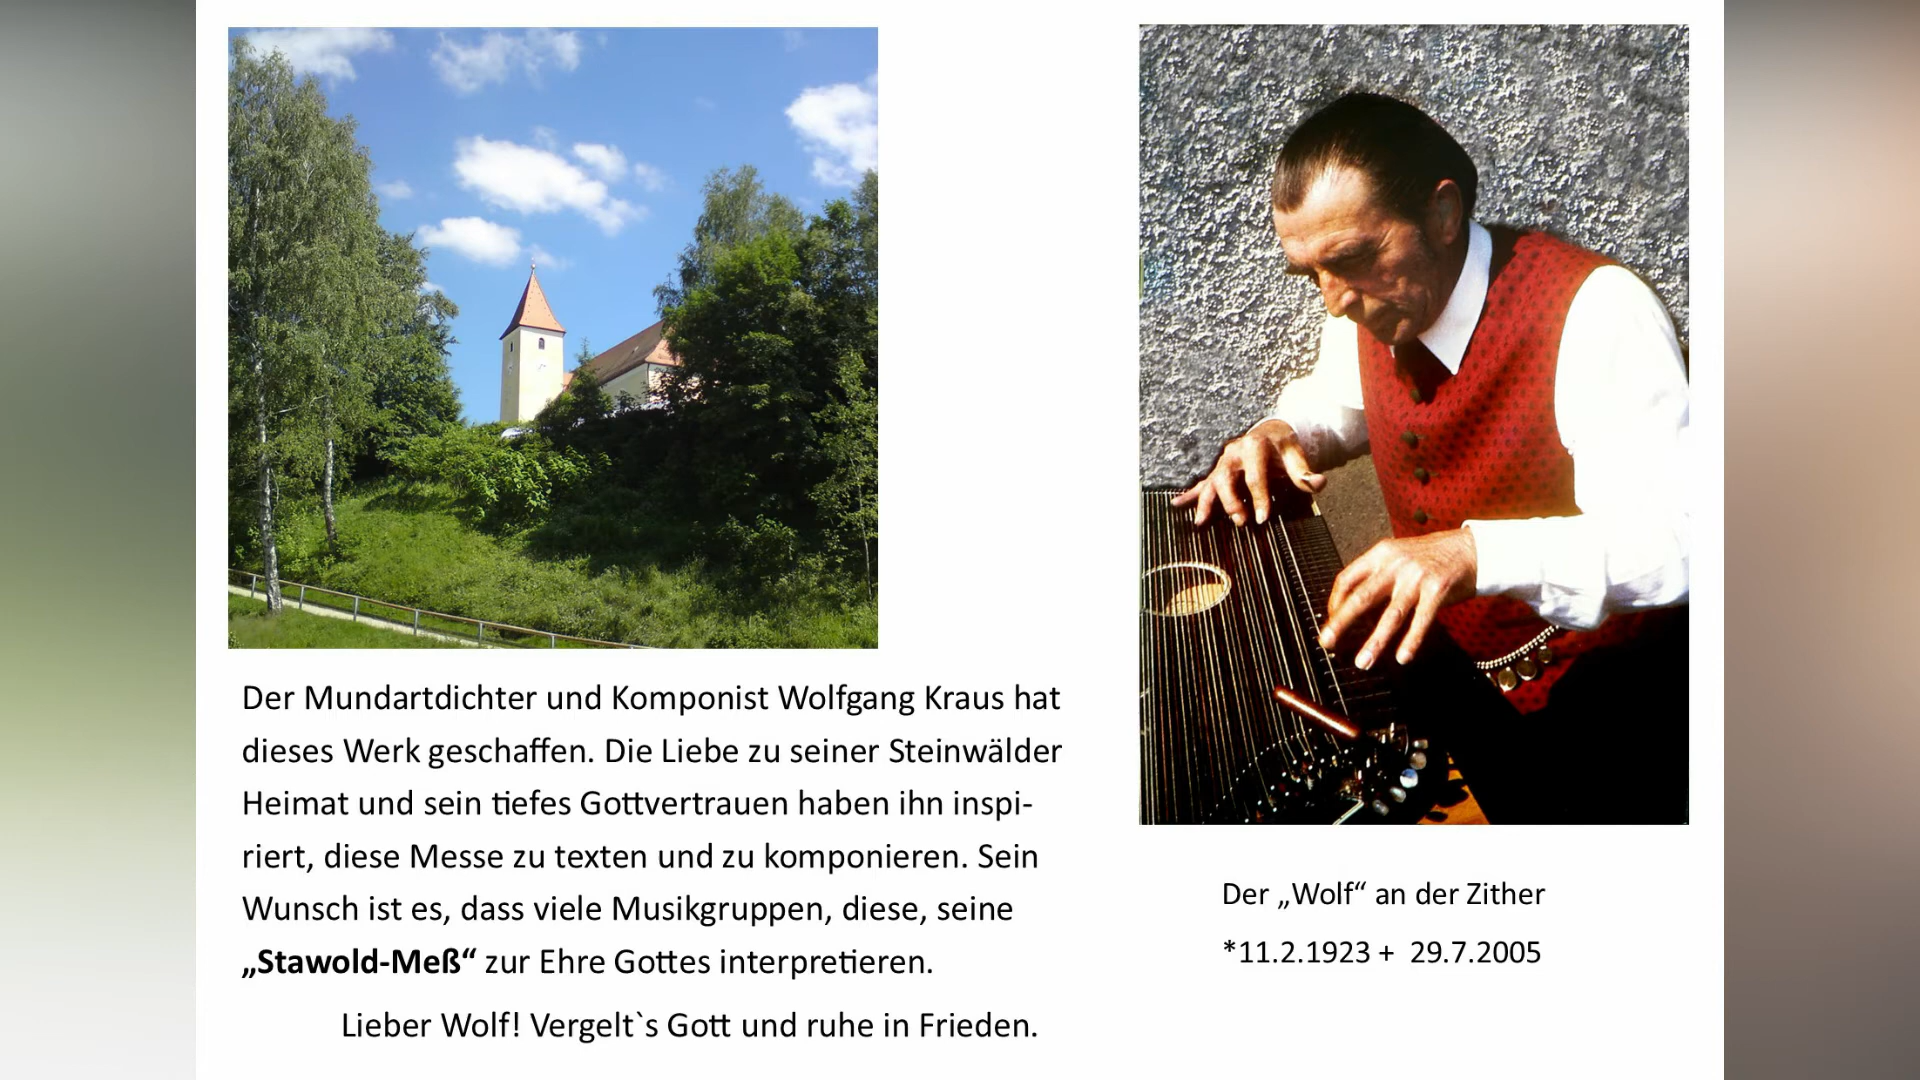 Der Mundartdichter und Komponist Wolfgang Kraus hat
dieses Werk geschaffen. Die Liebe zu seiner Steinwälder
Heimat und sein tiefes Gottvertrauen haben ihn inspi-
riert, diese Messe zu texten und zu komponieren. Sein
Wunsch ist es, dass viele Musikgruppen, diese, seine
„Stawold-Meß“ zur Ehre Gottes interpretieren.
Lieber Wolf! Vergelt`s Gott und ruhe in Frieden.
Der „Wolf“ an der Zither
*11.2.1923 + 29.7.2005